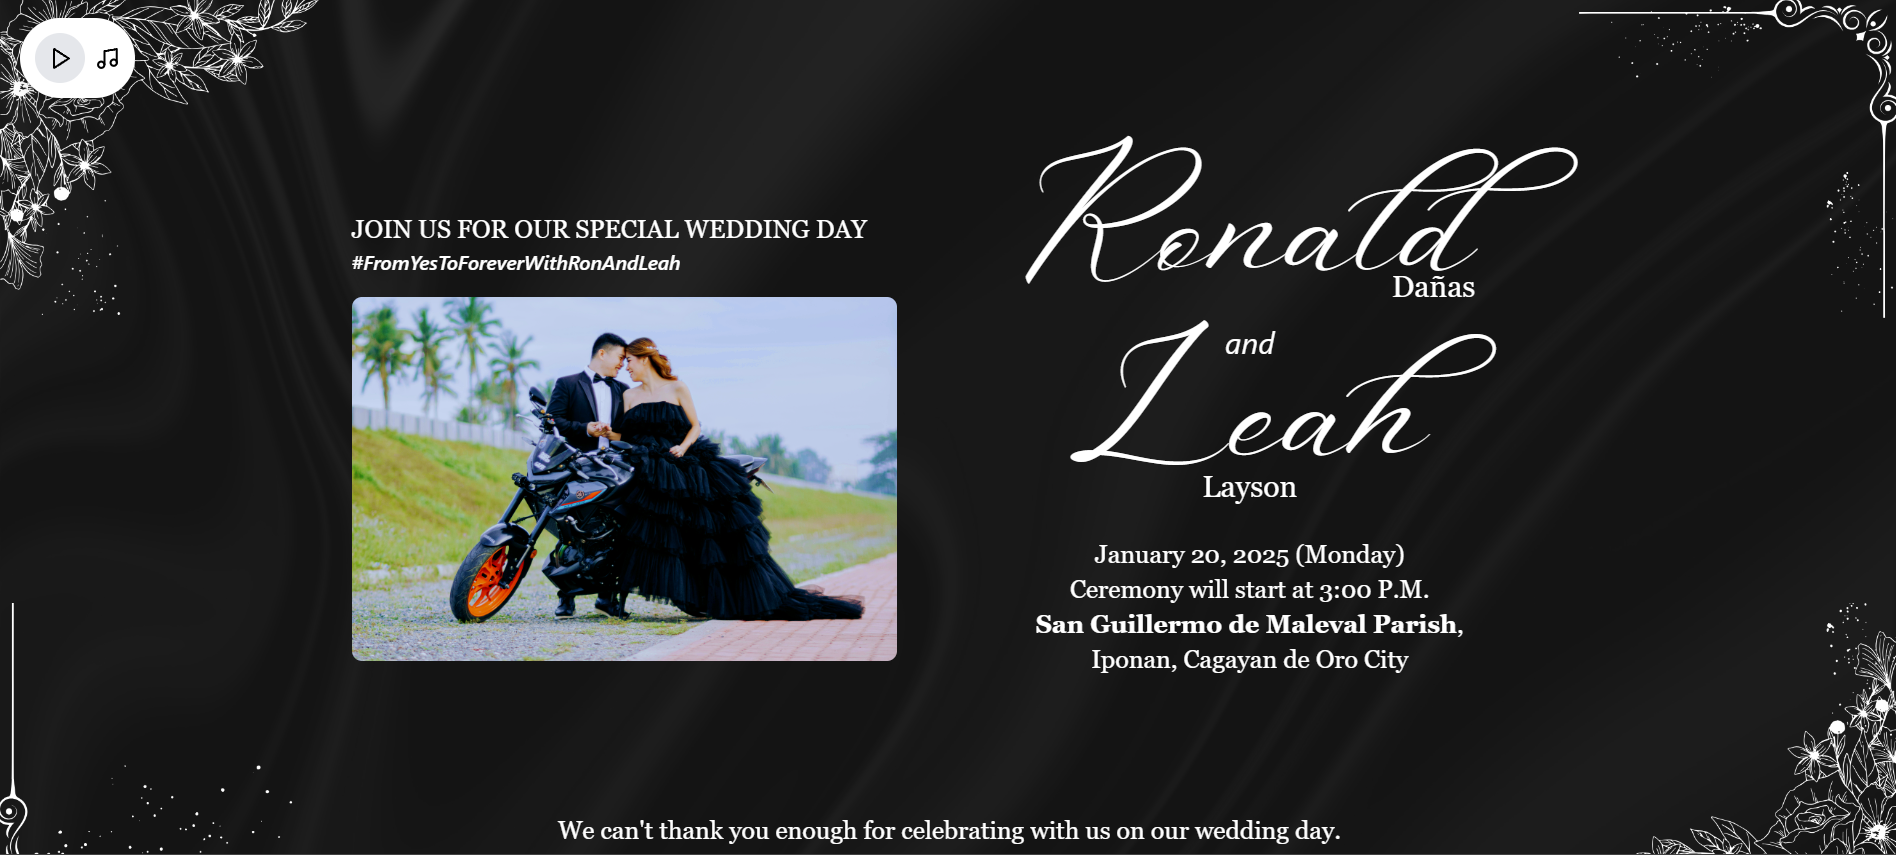 JOIN US FOR OUR SPECIAL WEDDING DAY
#FromYesToForeverWithRonAndLeah
Ronald
Dañas
and
Leah
Layson
January 20, 2025 (Monday)
Ceremony will start at 3:00 P.M.
San Guillermo de Maleval Parish,
Iponan, Cagayan de Oro City
We can't thank you enough for celebrating with us on our wedding day.